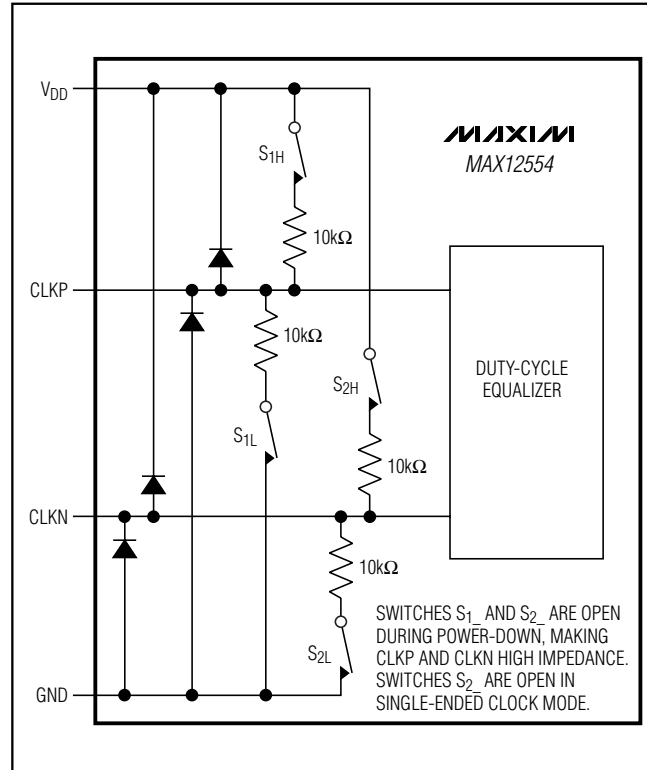 V_DD
S_1H
MAXIM
MAX12554
10kΩ
CLKP
10kΩ
S_2H
DUTY-CYCLE
EQUALIZER
S_1L
10kΩ
CLKN
10kΩ
SWITCHES S_1_ AND S_2_ ARE OPEN
DURING POWER-DOWN, MAKING
CLKP AND CLKN HIGH IMPEDANCE.
SWITCHES S_2_ ARE OPEN IN
SINGLE-ENDED CLOCK MODE.
S_2L
GND